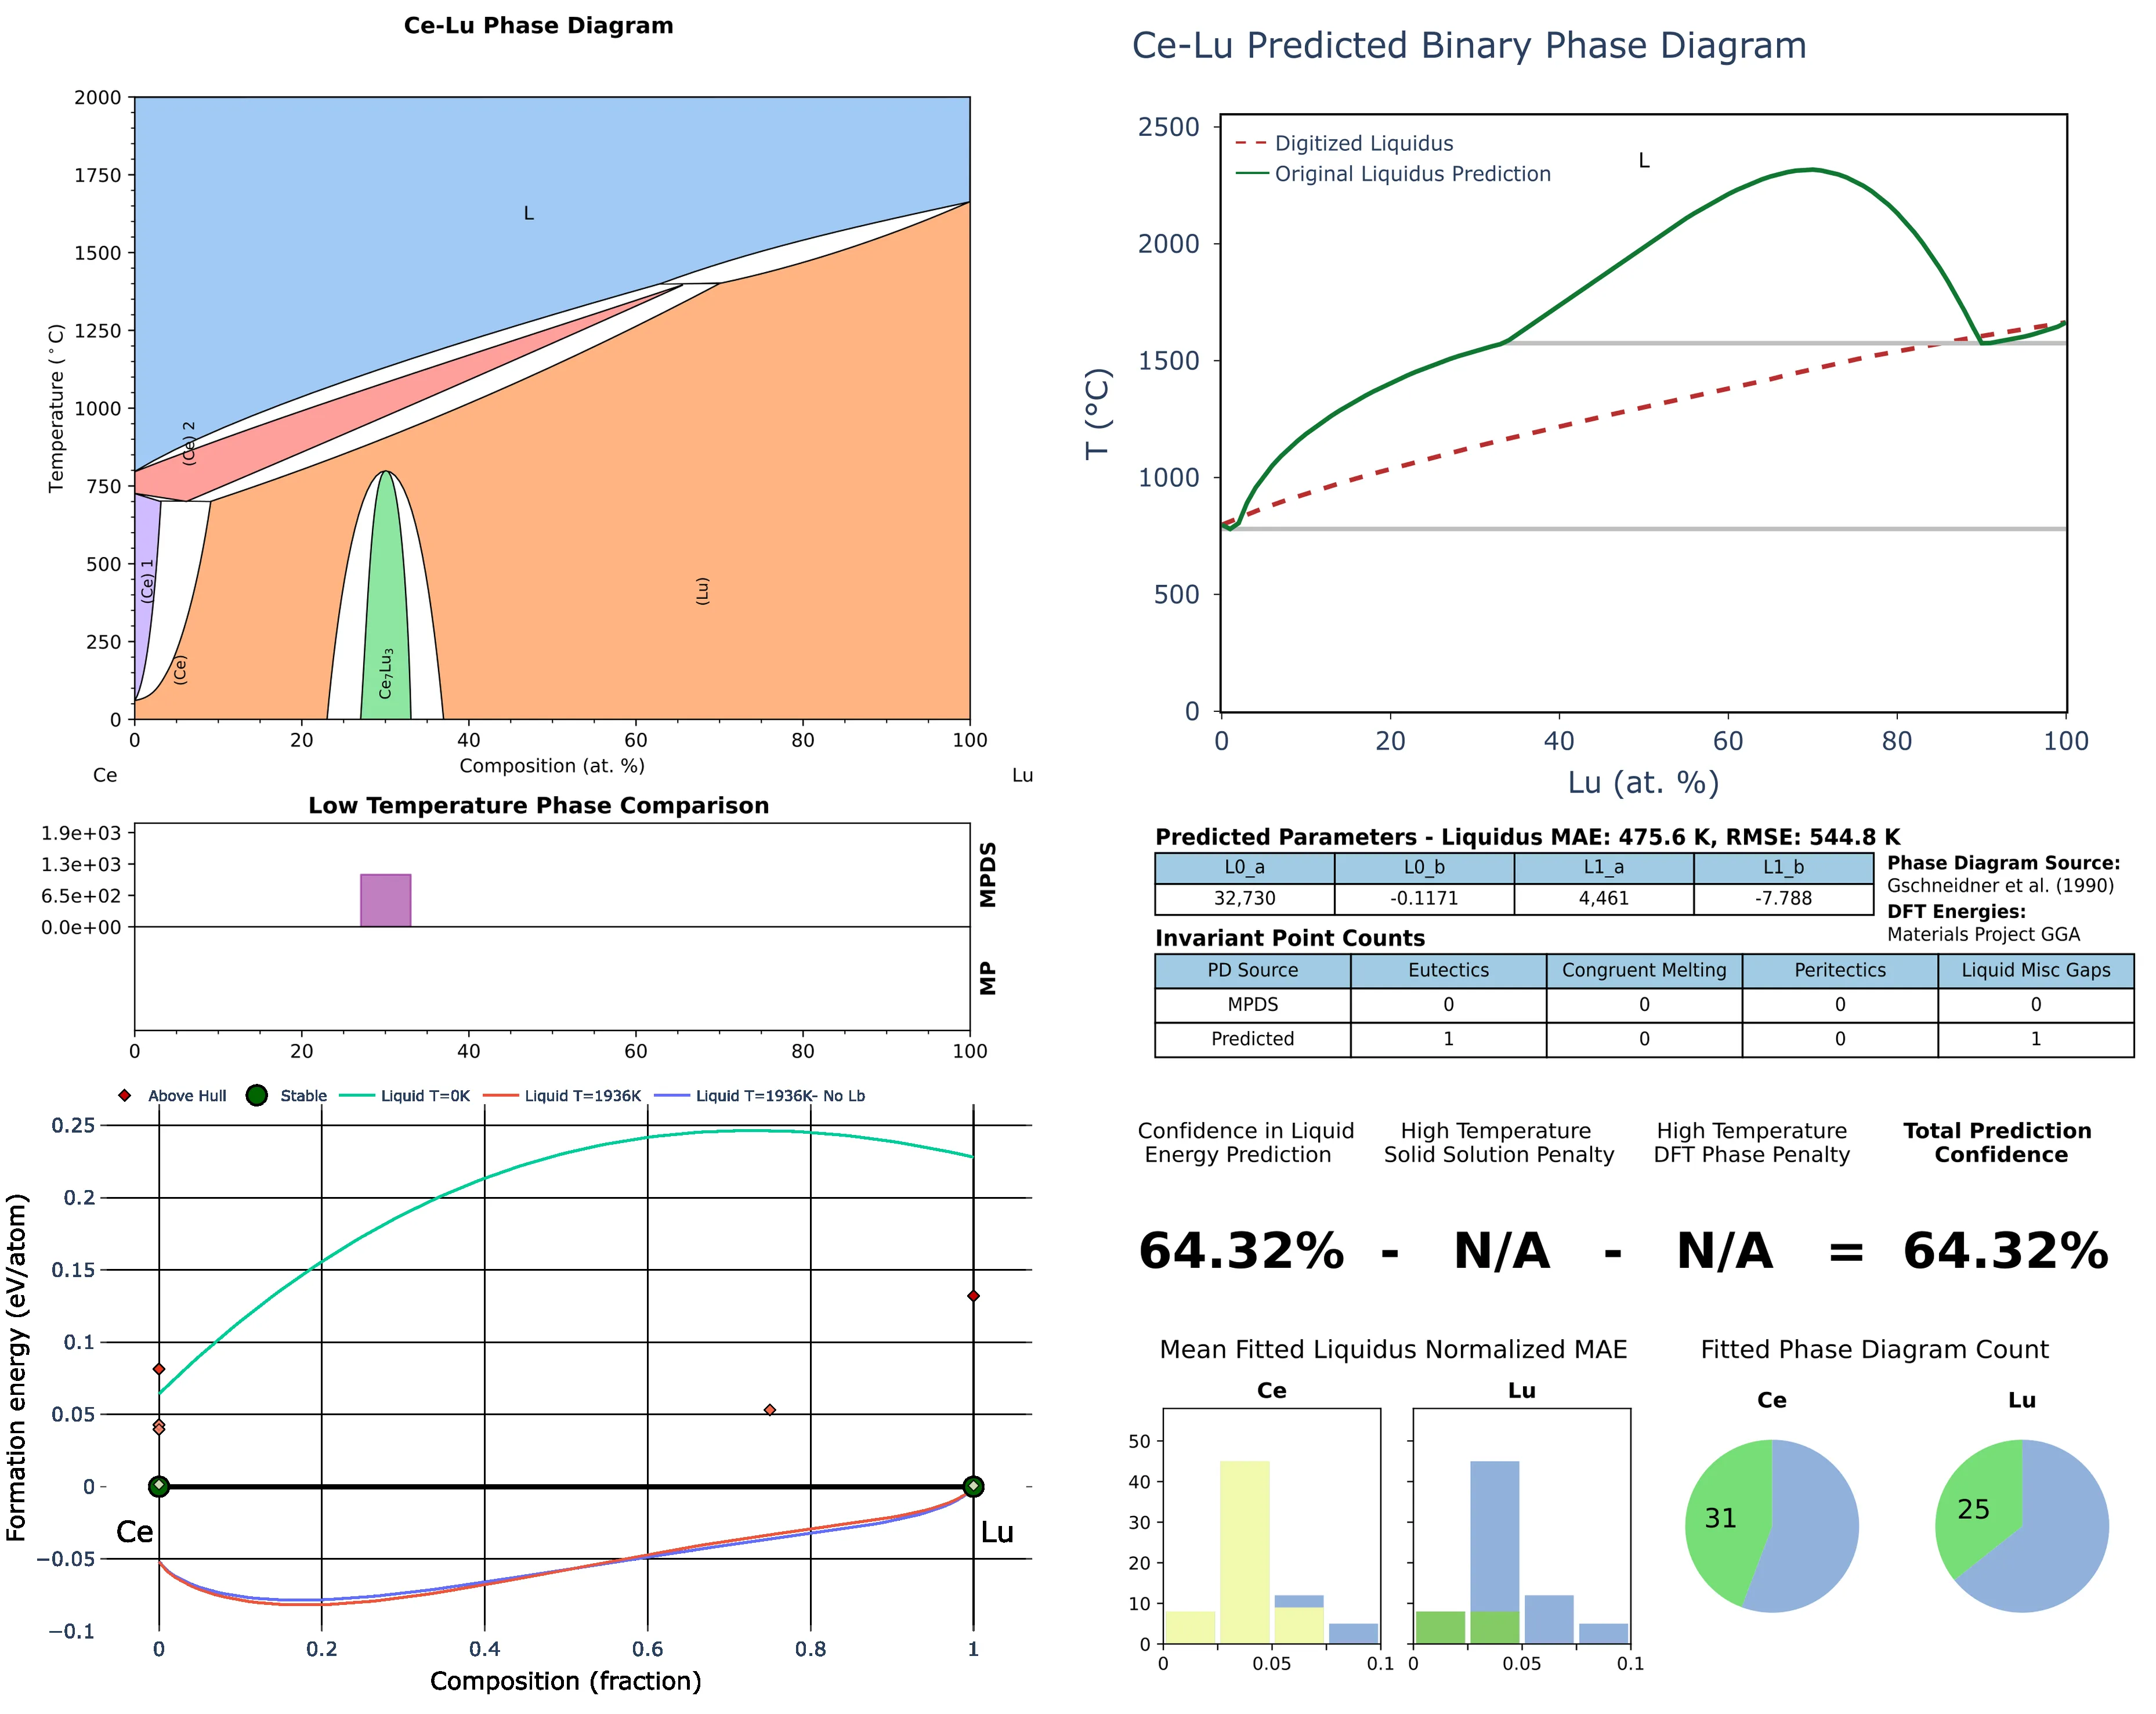 Ce-Lu Phase Diagram
2000
1750
1500
1250
1000
750
500
250
0
Temperature (°C)
L
(Ce) 2
(Ce) 1
(Ce)
Ce7Lu3
(Lu)
0 20 40 60 80 100
Composition (at. %)
Ce Lu
Ce-Lu Predicted Binary Phase Diagram
2500
2000
1500
1000
500
0
T (°C)
Digitized Liquidus
Original Liquidus Prediction
L
0 20 40 60 80 100
Lu (at. %)
Low Temperature Phase Comparison
1.9e+03
1.3e+03
6.5e+02
0.0e+00
MPDS
MP
0 20 40 60 80 100
Predicted Parameters - Liquidus MAE: 475.6 K, RMSE: 544.8 K
L0_a L0_b L1_a L1_b
32,730 -0.1171 4,461 -7.788
Phase Diagram Source:
Gschneidner et al. (1990)
DFT Energies:
Materials Project GGA
Invariant Point Counts
PD Source Eutectics Congruent Melting Peritectics Liquid Misc Gaps
MPDS 0 0 0 0
Predicted 1 0 0 1
Above Hull Stable Liquid T=0K Liquid T=1936K Liquid T=1936K- No Lb
0.25
0.2
0.15
0.1
0.05
0
−0.05
−0.1
Formation energy (eV/atom)
Ce Lu
0 0.2 0.4 0.6 0.8 1
Composition (fraction)
Confidence in Liquid
Energy Prediction
High Temperature
Solid Solution Penalty
High Temperature
DFT Phase Penalty
Total Prediction
Confidence
64.32% - N/A - N/A = 64.32%
Mean Fitted Liquidus Normalized MAE
Ce Lu
50
40
30
20
10
0
0 0.05 0.1 0 0.05 0.1
Fitted Phase Diagram Count
Ce Lu
31 25